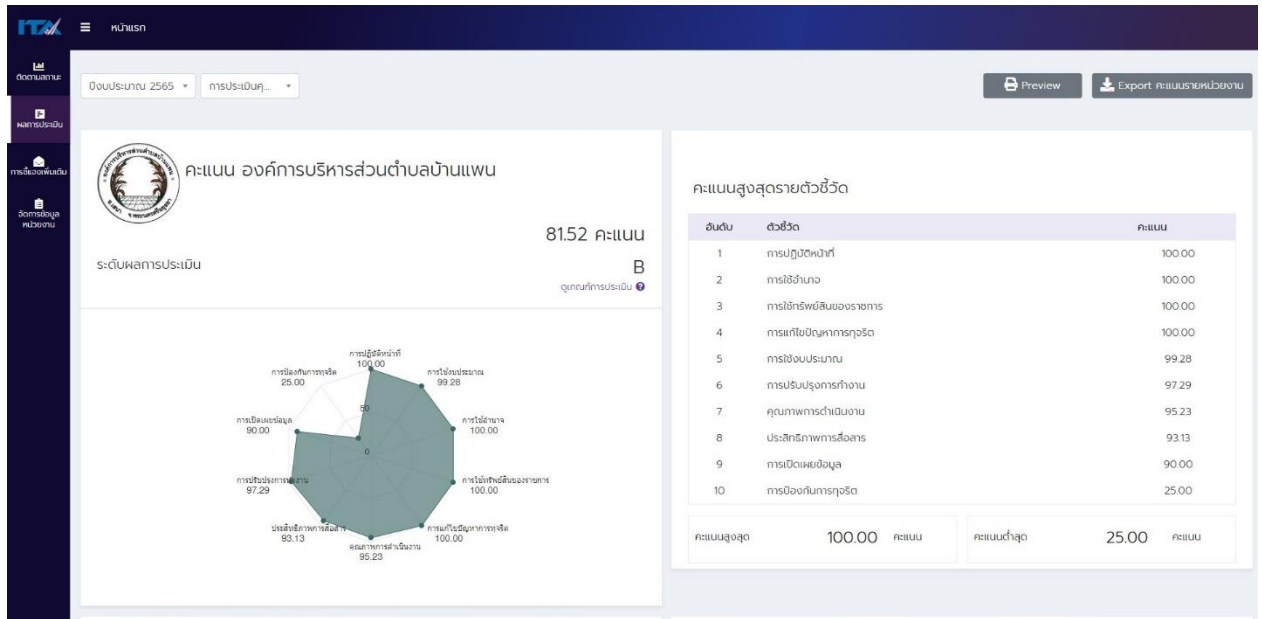 ITA
หน้าแรก
ติดตามสถานะ
ผลการประเมิน
การชี้แจงเพิ่มเติม
จัดการข้อมูล
หน่วยงาน
ปีงบประมาณ 2565
การประเมินคุ...
Preview
Export คะแนนรายหน่วยงาน
คะแนน องค์การบริหารส่วนตำบลบ้านแพน
81.52 คะแนน
ระดับผลการประเมิน
B
ดูเกณฑ์การประเมิน
การปฏิบัติหน้าที่
100.00
การใช้งบประมาณ
99.28
การใช้อำนาจ
100.00
การใช้ทรัพย์สินของราชการ
100.00
การแก้ไขปัญหาการทุจริต
100.00
คุณภาพการดำเนินงาน
95.23
ประสิทธิภาพการสื่อสาร
93.13
การปรับปรุงการทำงาน
97.29
การเปิดเผยข้อมูล
90.00
การป้องกันการทุจริต
25.00
50
0
คะแนนสูงสุดรายตัวชี้วัด
อันดับ ตัวชี้วัด คะแนน
1 การปฏิบัติหน้าที่ 100.00
2 การใช้อำนาจ 100.00
3 การใช้ทรัพย์สินของราชการ 100.00
4 การแก้ไขปัญหาการทุจริต 100.00
5 การใช้งบประมาณ 99.28
6 การปรับปรุงการทำงาน 97.29
7 คุณภาพการดำเนินงาน 95.23
8 ประสิทธิภาพการสื่อสาร 93.13
9 การเปิดเผยข้อมูล 90.00
10 การป้องกันการทุจริต 25.00
คะแนนสูงสุด 100.00 คะแนน
คะแนนต่ำสุด 25.00 คะแนน